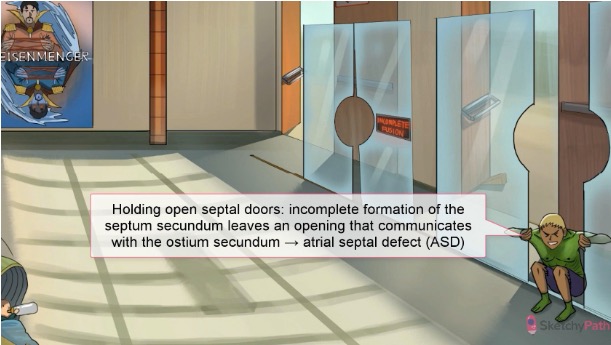 EISENMENGER
INCOMPLETE
FUSION
Holding open septal doors: incomplete formation of the
septum secundum leaves an opening that communicates
with the ostium secundum → atrial septal defect (ASD)
SketchyPath